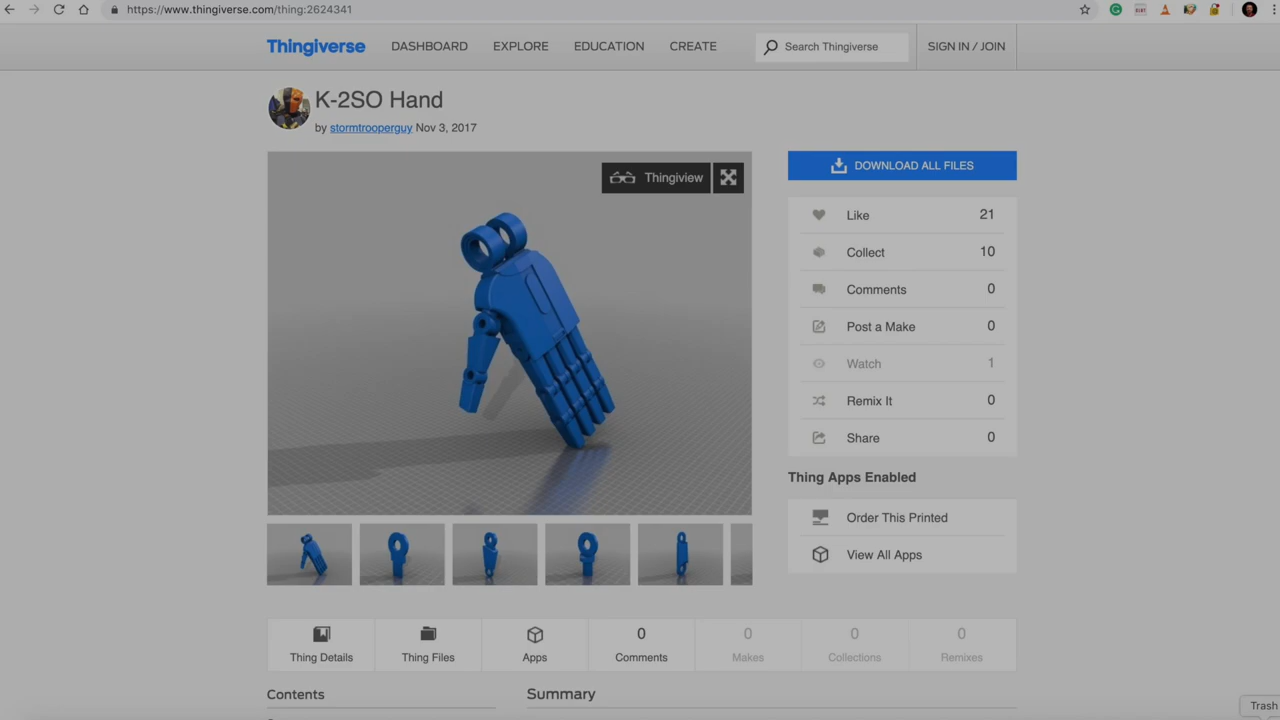 https://www.thingiverse.com/thing:2624341
Thingiverse DASHBOARD EXPLORE EDUCATION CREATE Search Thingiverse SIGN IN / JOIN
K-2SO Hand
by stormtrooperguy Nov 3, 2017
Thingiview
DOWNLOAD ALL FILES
Like 21
Collect 10
Comments 0
Post a Make 0
Watch 1
Remix It 0
Share 0
Thing Apps Enabled
Order This Printed
View All Apps
0 0 0 0
Thing Details Thing Files Apps Comments Makes Collections Remixes
Contents Summary
Trash